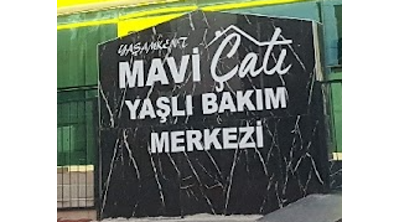 YAŞAMKENT
MAVİ Çatı
YAŞLI BAKIM
MERKEZİ